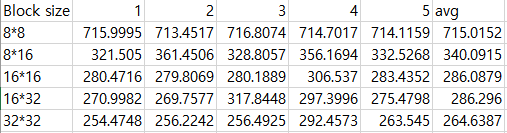 Block size 1 2 3 4 5 avg
8*8 715.9995 713.4517 716.8074 714.7017 714.1159 715.0152
8*16 321.505 361.4506 328.8057 356.1694 332.5268 340.0915
16*16 280.4716 279.8069 280.1889 306.537 283.4352 286.0879
16*32 270.9982 269.7577 317.8448 297.3996 275.4798 286.296
32*32 254.4748 256.2242 256.4925 292.4573 263.545 264.6387